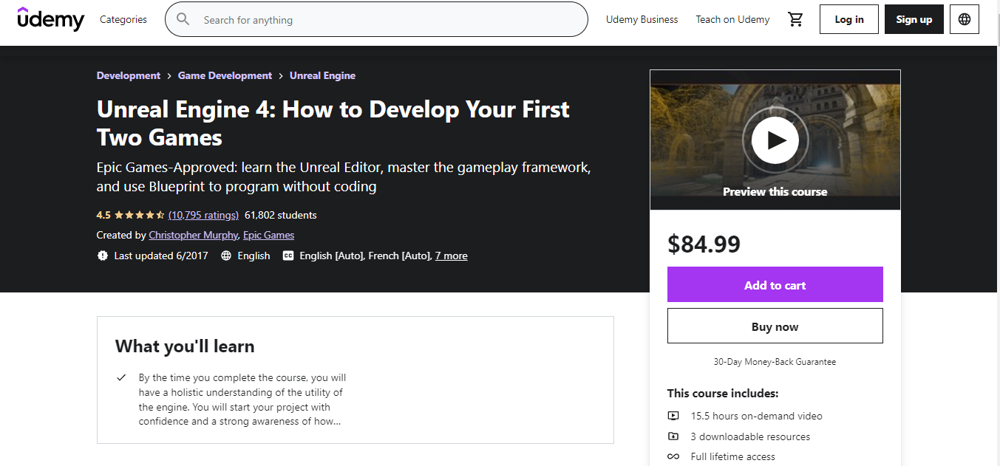 udemy
Categories
Search for anything
Udemy Business
Teach on Udemy
Log in
Sign up
Development > Game Development > Unreal Engine
Unreal Engine 4: How to Develop Your First
Two Games
Epic Games-Approved: learn the Unreal Editor, master the gameplay framework,
and use Blueprint to program without coding
4.5 (10,795 ratings) 61,802 students
Created by Christopher Murphy, Epic Games
Last updated 6/2017 English CC English [Auto], French [Auto], 7 more
Preview this course
$84.99
Add to cart
Buy now
30-Day Money-Back Guarantee
This course includes:
15.5 hours on-demand video
3 downloadable resources
Full lifetime access
What you'll learn
By the time you complete the course, you will
have a holistic understanding of the utility of
the engine. You will start your project with
confidence and a strong awareness of how...